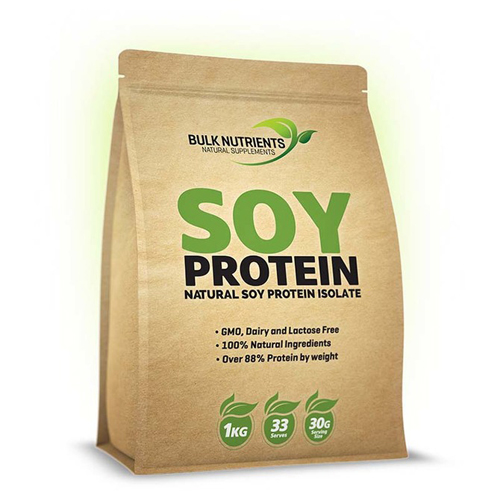 BULK NUTRIENTS
NATURAL SUPPLEMENTS
SOY
PROTEIN
NATURAL SOY PROTEIN ISOLATE
• GMO, Dairy and Lactose Free
• 100% Natural Ingredients
• Over 88% Protein by weight
1KG
33
Serves
30G
Serving
Size